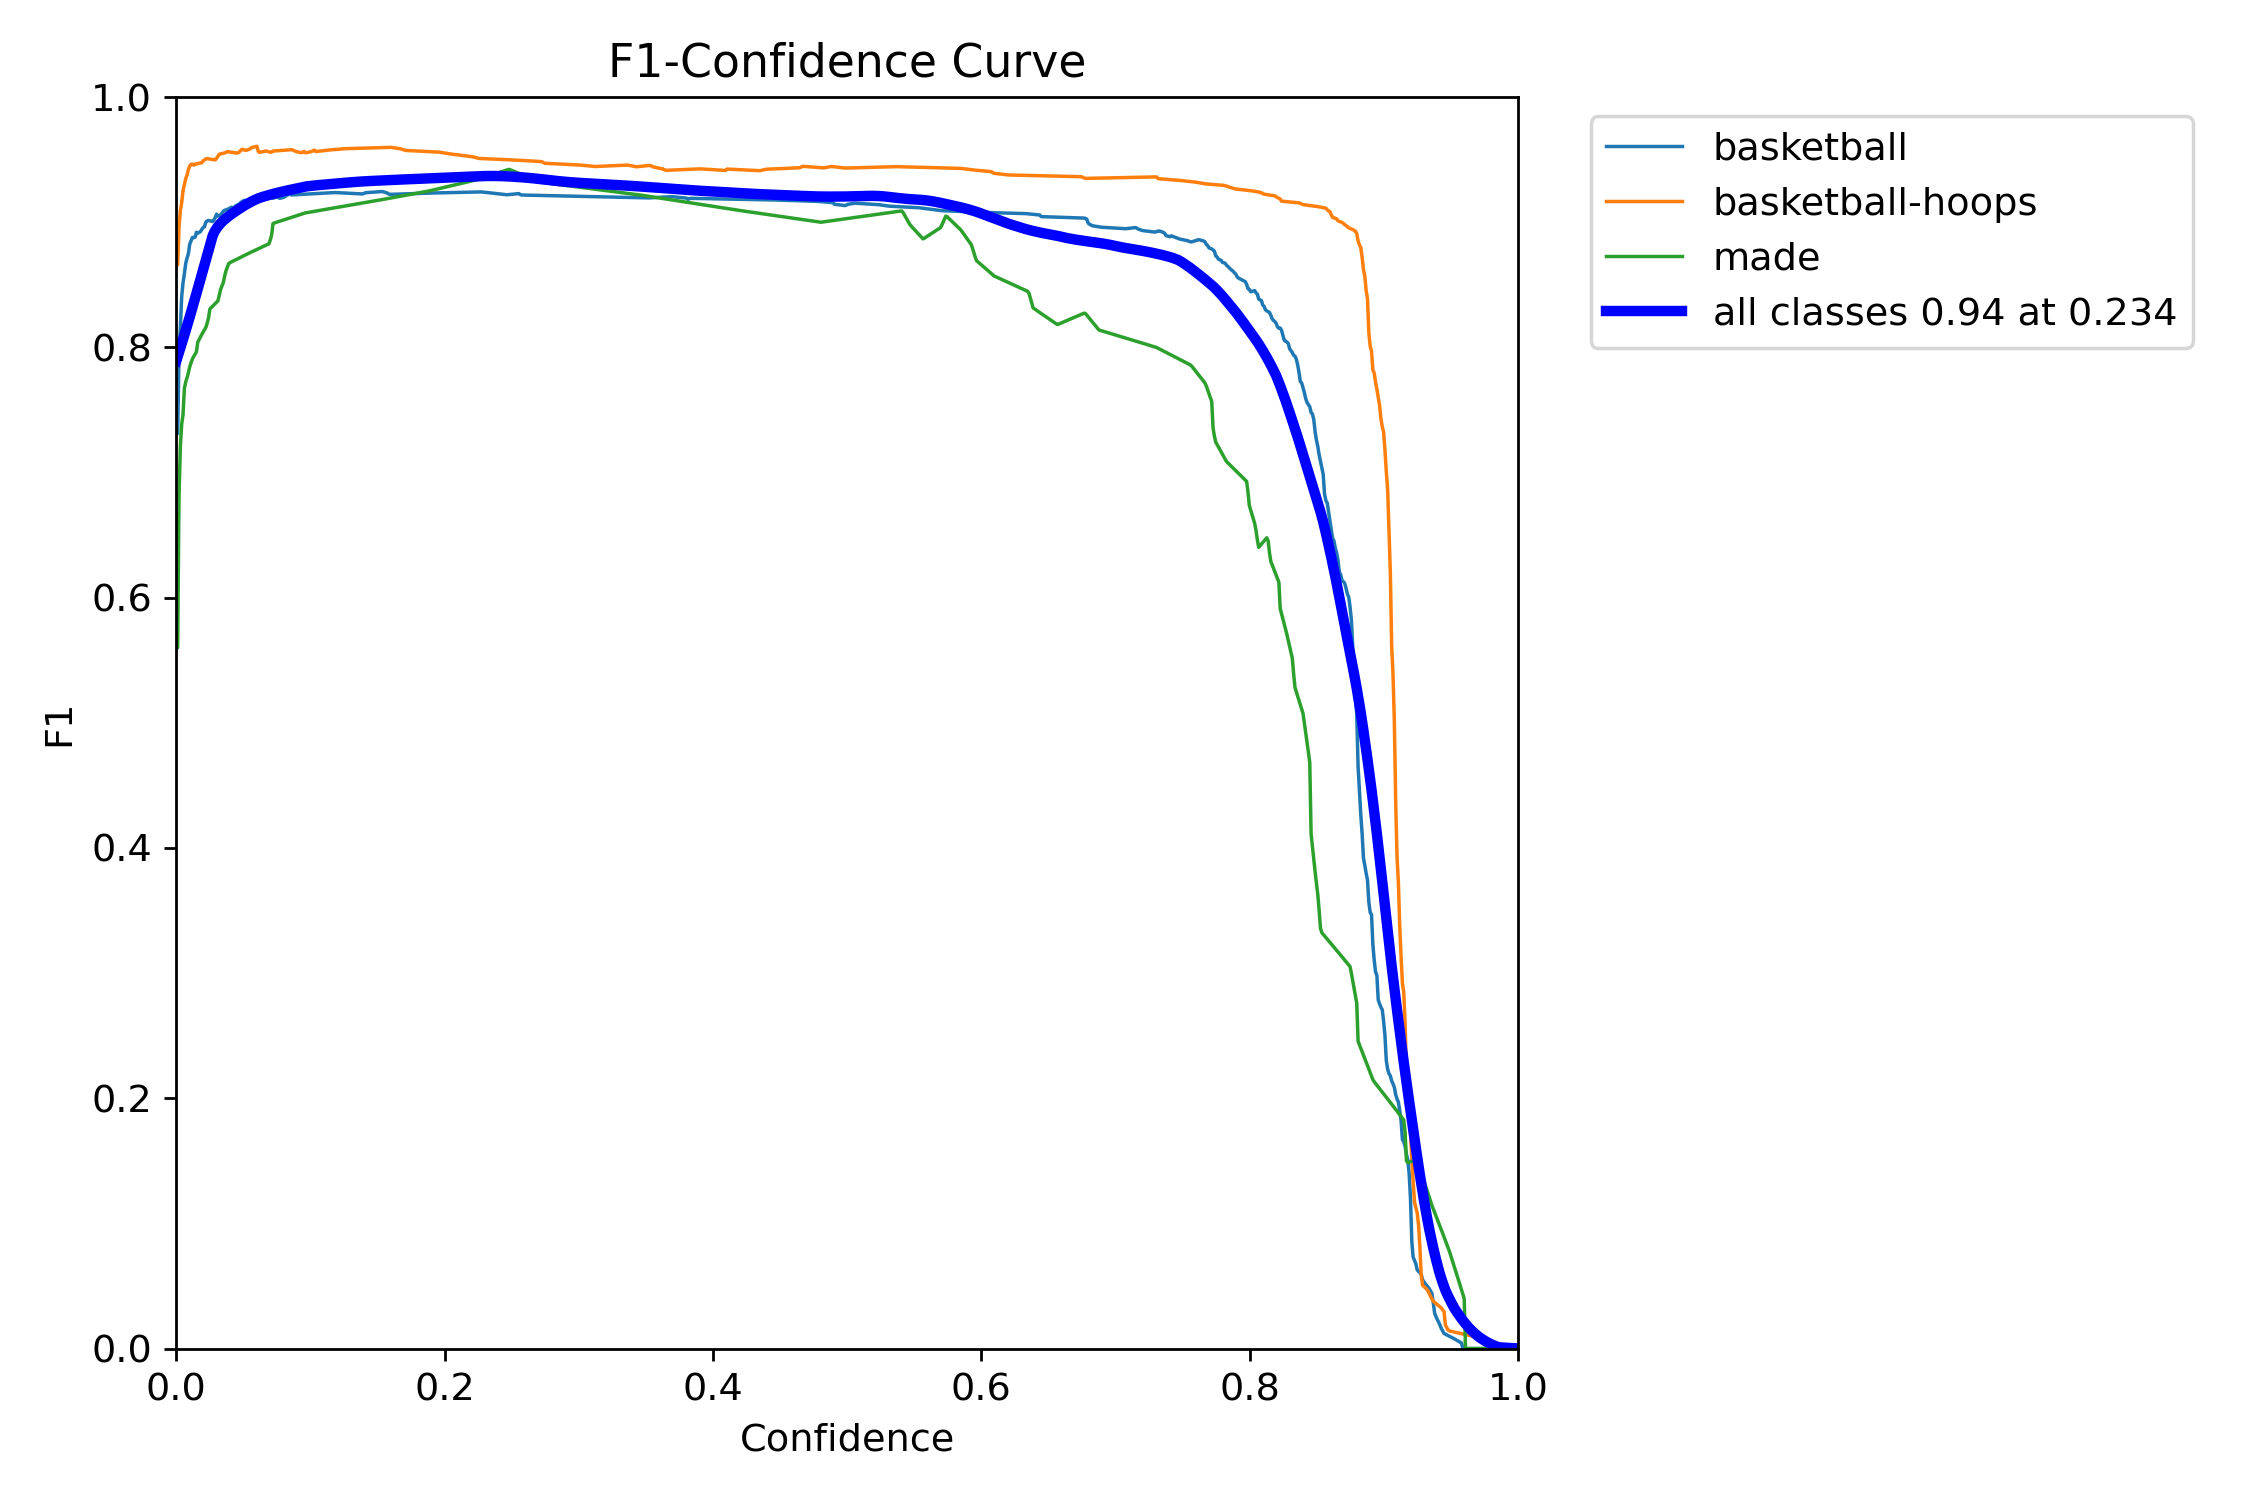 F1-Confidence Curve
basketball
basketball-hoops
made
all classes 0.94 at 0.234
F1
1.0
0.8
0.6
0.4
0.2
0.0
0.0 0.2 0.4 0.6 0.8 1.0
Confidence